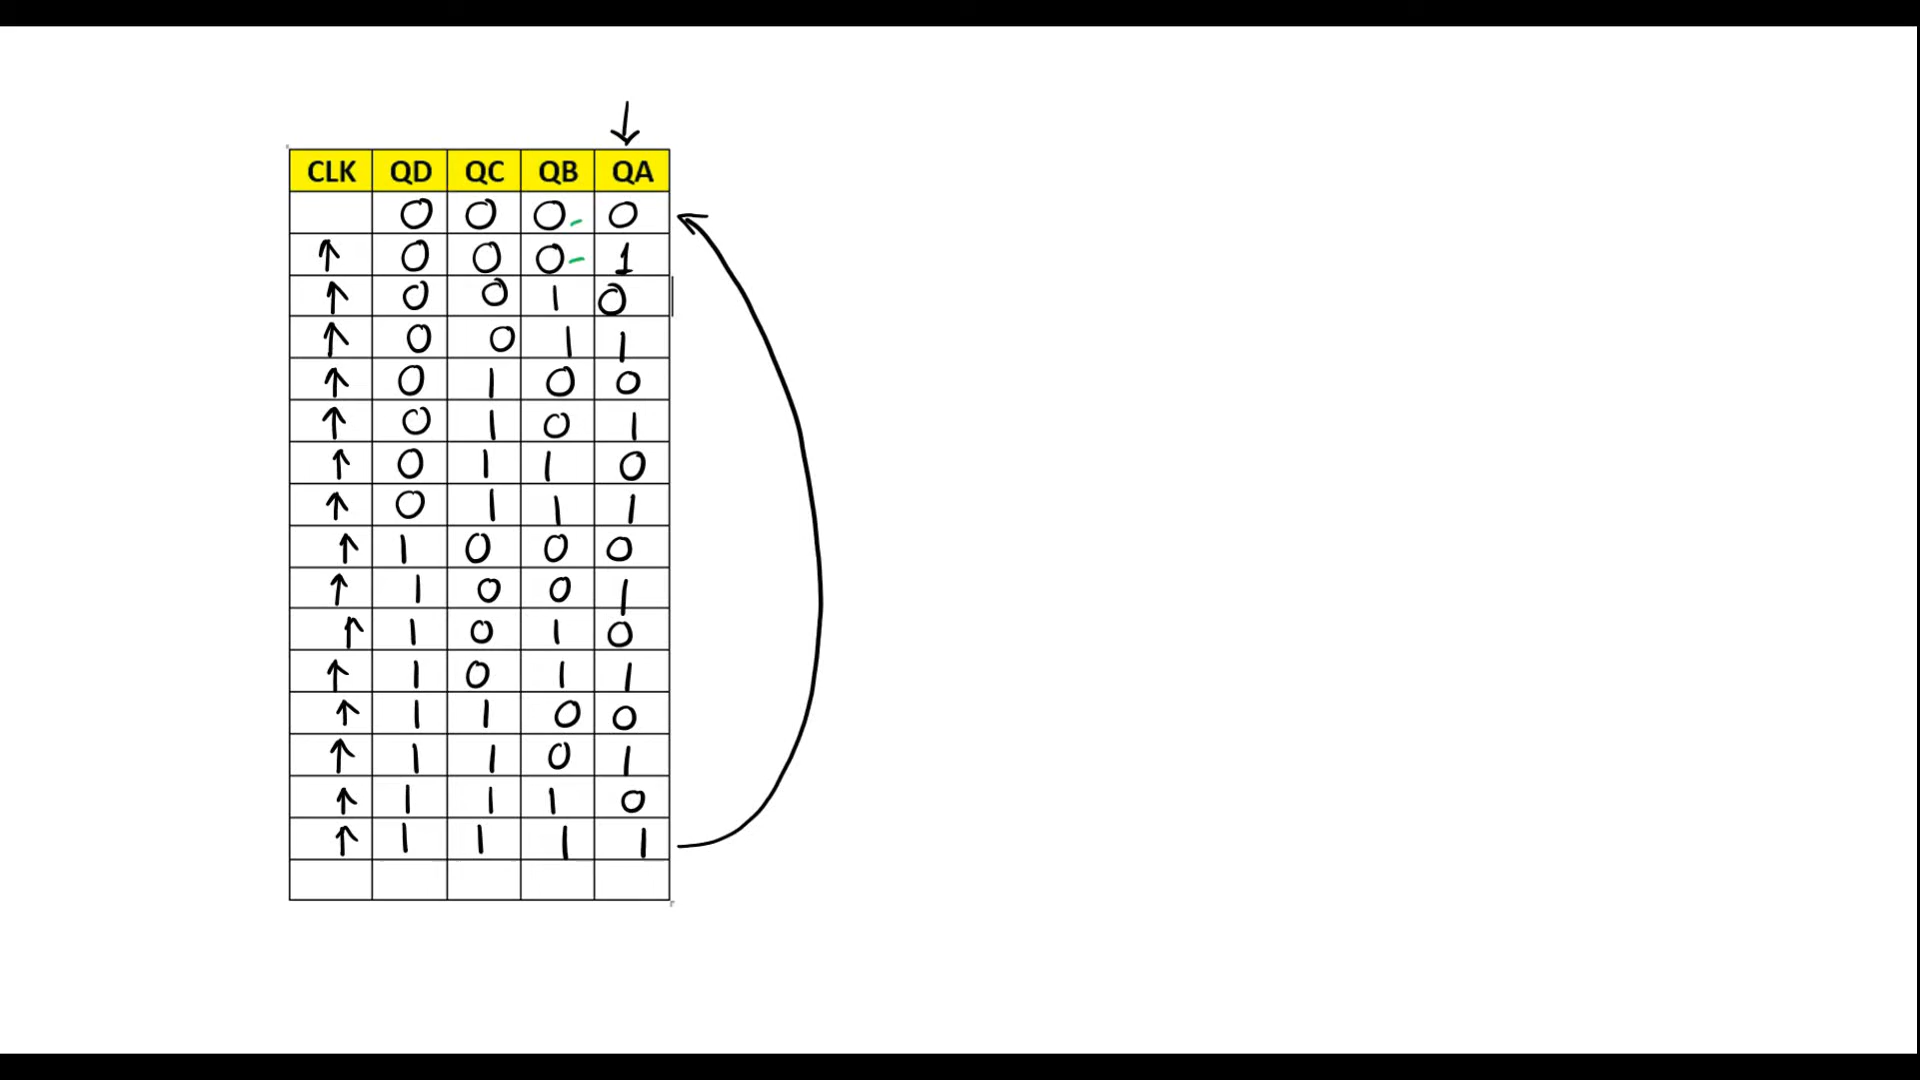 CLK QD QC QB QA
0 0 0 0
↑ 0 0 0 1
↑ 0 0 1 0
↑ 0 0 1 1
↑ 0 1 0 0
↑ 0 1 0 1
↑ 0 1 1 0
↑ 0 1 1 1
↑ 1 0 0 0
↑ 1 0 0 1
↑ 1 0 1 0
↑ 1 0 1 1
↑ 1 1 0 0
↑ 1 1 0 1
↑ 1 1 1 0
↑ 1 1 1 1